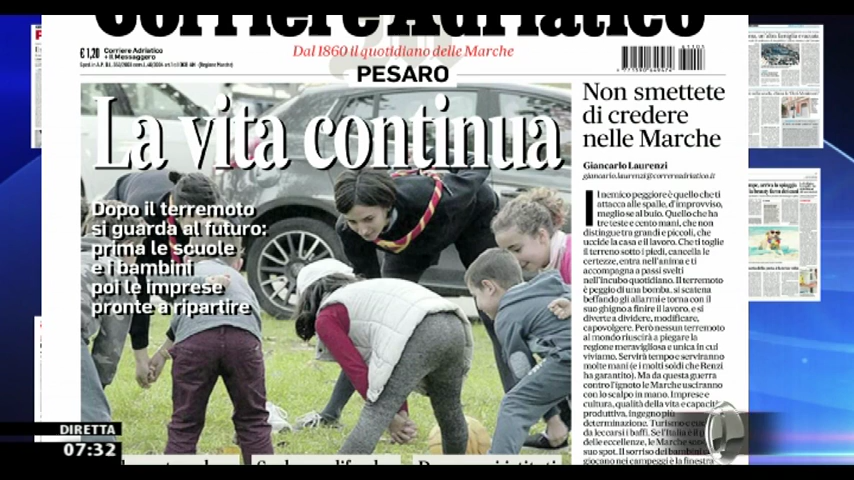 Corriere Adriatico
Dal 1860 il quotidiano delle Marche
€ 1,20
Corriere Adriatico
+ Il Messaggero
PESARO
La vita continua
Dopo il terremoto
si guarda al futuro:
prima le scuole
e i bambini
poi le imprese
pronte a ripartire
Non smettete
di credere
nelle Marche
Giancarlo Laurenzi
giancarlo.laurenzi@corriereadriatico.it
Il nemico peggiore è quello che ti
attacca alle spalle, d'improvviso,
meglio se al buio. Quello che ha
tre teste e cento mani, che non
distingue tra grandi e piccoli, che
uccide la casa e il lavoro. Che ti toglie
il terreno sotto i piedi, cancella le
certezze, entra nell'anima e ti
accompagna a passi svelti
nell'incubo quotidiano. Il terremoto
è peggio di una bomba, si scatena
beffando gli allarmi e torna con il
suo ghigno a finire il lavoro, e si
diverte a dividere, modificare,
capovolgere. Però nessun terremoto
al mondo riuscirà a piegare la
regione meravigliosa e unica in cui
viviamo. Servirà tempo e serviranno
molte mani (e i molti soldi che Renzi
ha garantito). Ma da questa guerra
contro l'ignoto le Marche usciranno
con lo scalpo in mano. Imprese e
cultura, qualità della vita e capacità
produttiva, ingegno più
determinazione. Turismo e
da leccarsi i baffi. Se l'Italia è il
delle eccellenze, le Marche
suo spot. Il sorriso dei bambini
giocano nei campeggi è la finestra
DIRETTA
07:32